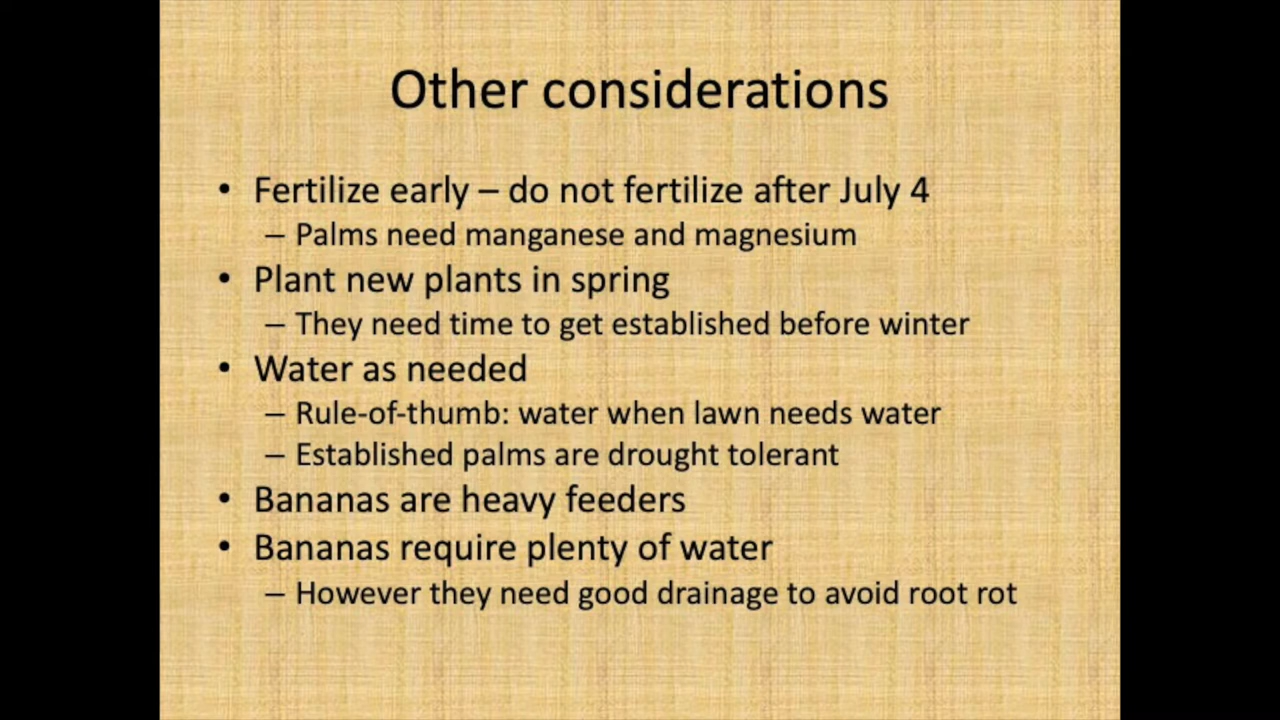 Other considerations
• Fertilize early – do not fertilize after July 4
– Palms need manganese and magnesium
• Plant new plants in spring
– They need time to get established before winter
• Water as needed
– Rule-of-thumb: water when lawn needs water
– Established palms are drought tolerant
• Bananas are heavy feeders
• Bananas require plenty of water
– However they need good drainage to avoid root rot